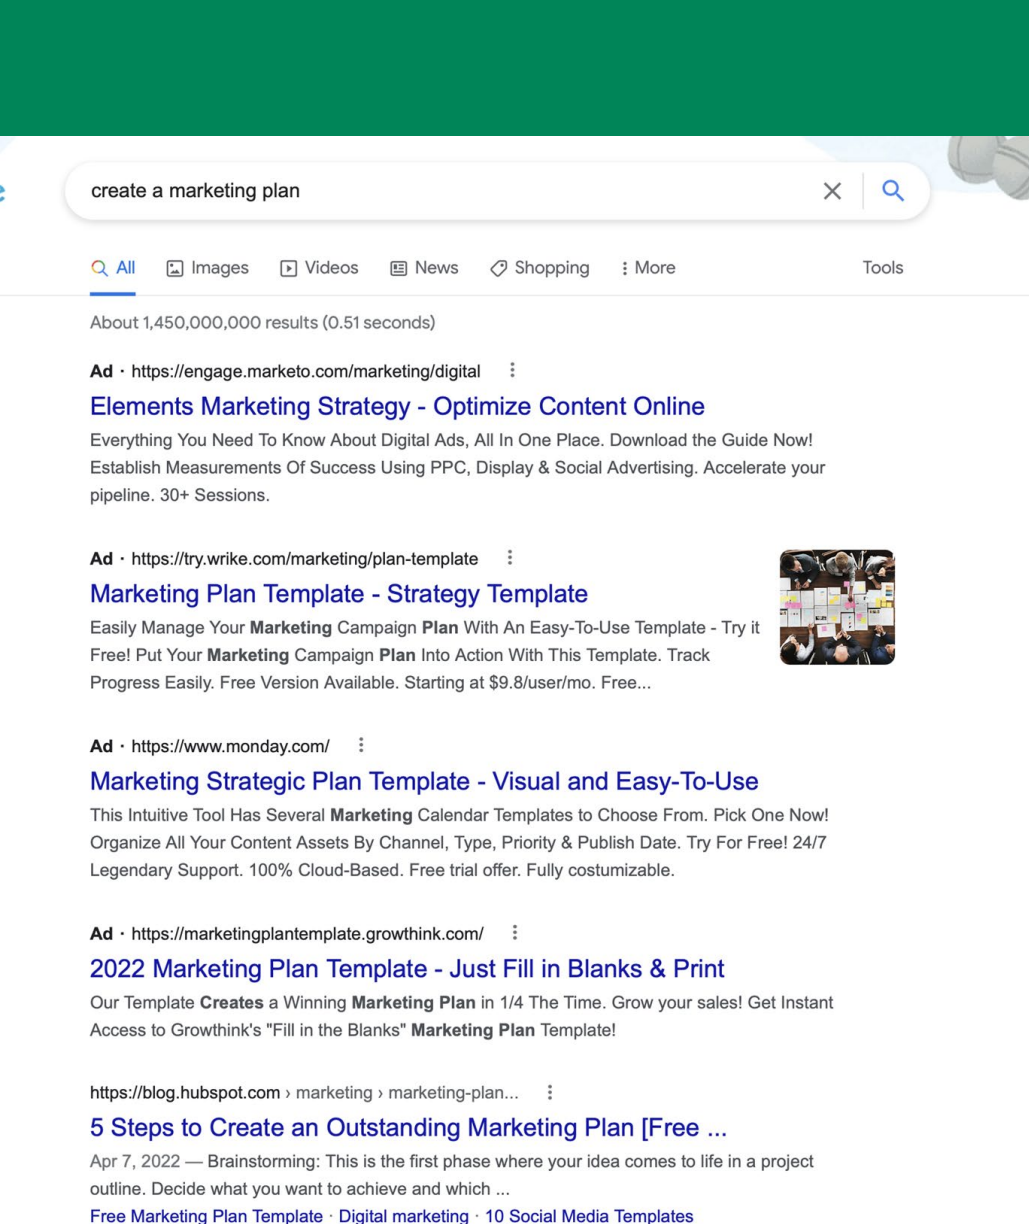 create a marketing plan
All Images Videos News Shopping More Tools
About 1,450,000,000 results (0.51 seconds)
Ad · https://engage.marketo.com/marketing/digital
Elements Marketing Strategy - Optimize Content Online
Everything You Need To Know About Digital Ads, All In One Place. Download the Guide Now!
Establish Measurements Of Success Using PPC, Display & Social Advertising. Accelerate your
pipeline. 30+ Sessions.
Ad · https://try.wrike.com/marketing/plan-template
Marketing Plan Template - Strategy Template
Easily Manage Your Marketing Campaign Plan With An Easy-To-Use Template - Try it
Free! Put Your Marketing Campaign Plan Into Action With This Template. Track
Progress Easily. Free Version Available. Starting at $9.8/user/mo. Free...
Ad · https://www.monday.com/
Marketing Strategic Plan Template - Visual and Easy-To-Use
This Intuitive Tool Has Several Marketing Calendar Templates to Choose From. Pick One Now!
Organize All Your Content Assets By Channel, Type, Priority & Publish Date. Try For Free! 24/7
Legendary Support. 100% Cloud-Based. Free trial offer. Fully costumizable.
Ad · https://marketingplantemplate.growthink.com/
2022 Marketing Plan Template - Just Fill in Blanks & Print
Our Template Creates a Winning Marketing Plan in 1/4 The Time. Grow your sales! Get Instant
Access to Growthink's "Fill in the Blanks" Marketing Plan Template!
https://blog.hubspot.com › marketing › marketing-plan...
5 Steps to Create an Outstanding Marketing Plan [Free ...
Apr 7, 2022 — Brainstorming: This is the first phase where your idea comes to life in a project
outline. Decide what you want to achieve and which ...
Free Marketing Plan Template · Digital marketing · 10 Social Media Templates